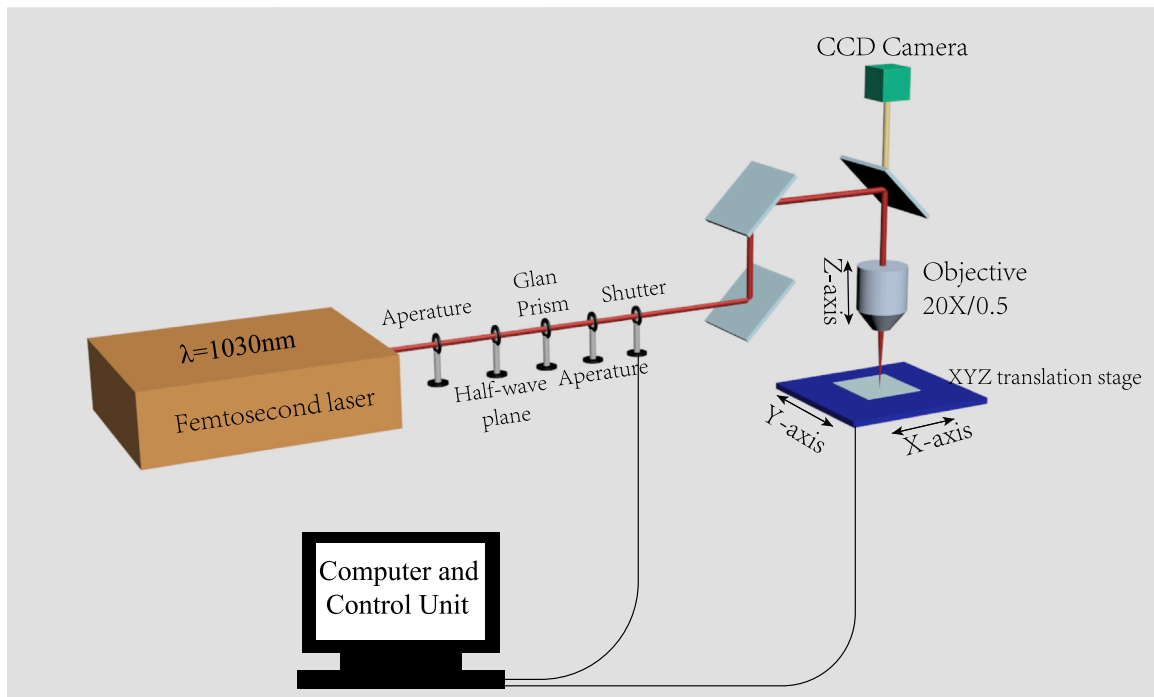 CCD Camera
Glan
Prism
Shutter
Aperature
Z-axis
Objective
20X/0.5
λ=1030nm
Femtosecond laser
Half-wave
plane
Aperature
XYZ translation stage
Y-axis
X-axis
Computer and
Control Unit